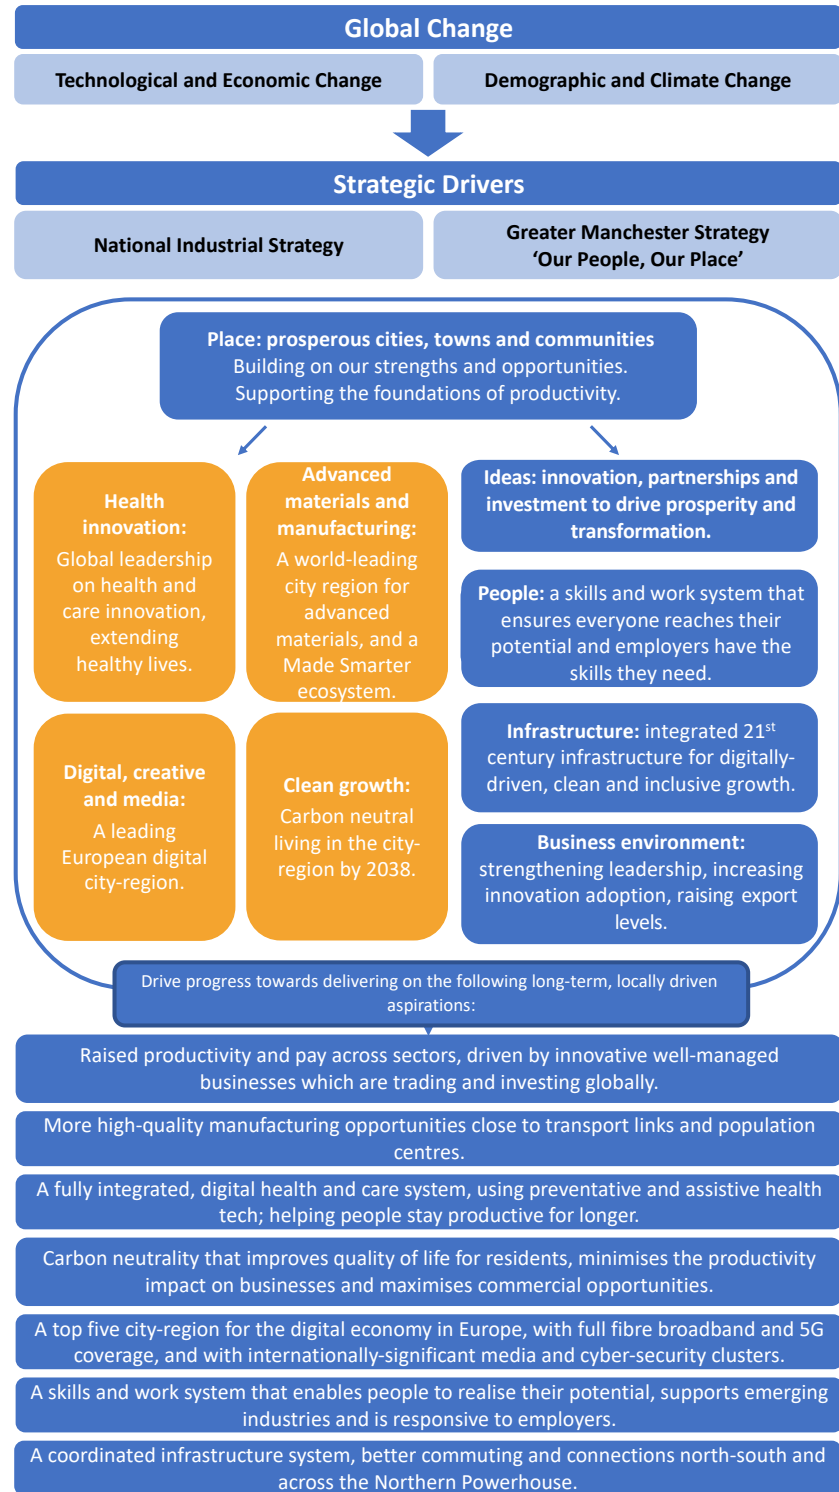 Global Change
Technological and Economic Change
Demographic and Climate Change
Strategic Drivers
National Industrial Strategy
Greater Manchester Strategy
‘Our People, Our Place’
Place: prosperous cities, towns and communities
Building on our strengths and opportunities.
Supporting the foundations of productivity.
Health
innovation:
Global leadership
on health and
care innovation,
extending
healthy lives.
Advanced
materials and
manufacturing:
A world-leading
city region for
advanced
materials, and a
Made Smarter
ecosystem.
Digital, creative
and media:
A leading
European digital
city-region.
Clean growth:
Carbon neutral
living in the city-
region by 2038.
Ideas: innovation, partnerships and
investment to drive prosperity and
transformation.
People: a skills and work system that
ensures everyone reaches their
potential and employers have the
skills they need.
Infrastructure: integrated 21st
century infrastructure for digitally-
driven, clean and inclusive growth.
Business environment:
strengthening leadership, increasing
innovation adoption, raising export
levels.
Drive progress towards delivering on the following long-term, locally driven
aspirations:
Raised productivity and pay across sectors, driven by innovative well-managed
businesses which are trading and investing globally.
More high-quality manufacturing opportunities close to transport links and population
centres.
A fully integrated, digital health and care system, using preventative and assistive health
tech; helping people stay productive for longer.
Carbon neutrality that improves quality of life for residents, minimises the productivity
impact on businesses and maximises commercial opportunities.
A top five city-region for the digital economy in Europe, with full fibre broadband and 5G
coverage, and with internationally-significant media and cyber-security clusters.
A skills and work system that enables people to realise their potential, supports emerging
industries and is responsive to employers.
A coordinated infrastructure system, better commuting and connections north-south and
across the Northern Powerhouse.